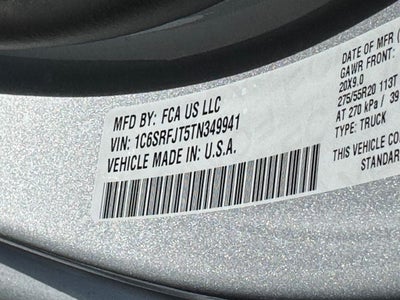 MFD BY: FCA US LLC
VIN: 1C6SRFJT5TN349941
VEHICLE MADE IN: U.S.A.
DATE OF MFR
GAWR FRONT:
20X9.0
275/55R20 113T
AT 270 kPa / 39
TYPE: TRUCK
THIS VEHICLE CO
STANDAR